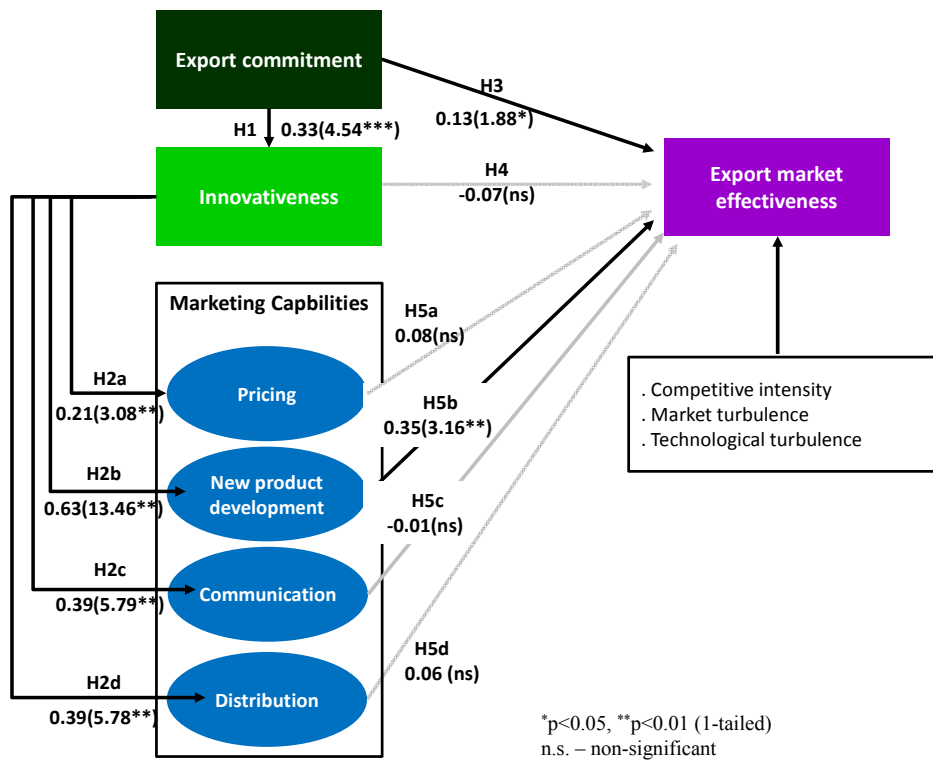 Export commitment
H3
0.13(1.88*)
H1 0.33(4.54***)
Innovativeness
H4
-0.07(ns)
Export market
effectiveness
Marketing Capbilities
H5a
0.08(ns)
H2a
0.21(3.08**)
Pricing
H5b
0.35(3.16**)
. Competitive intensity
. Market turbulence
. Technological turbulence
H2b
0.63(13.46**)
New product
development
H5c
-0.01(ns)
H2c
0.39(5.79**)
Communication
H5d
0.06 (ns)
H2d
0.39(5.78**)
Distribution
*p<0.05, **p<0.01 (1-tailed)
n.s. – non-significant